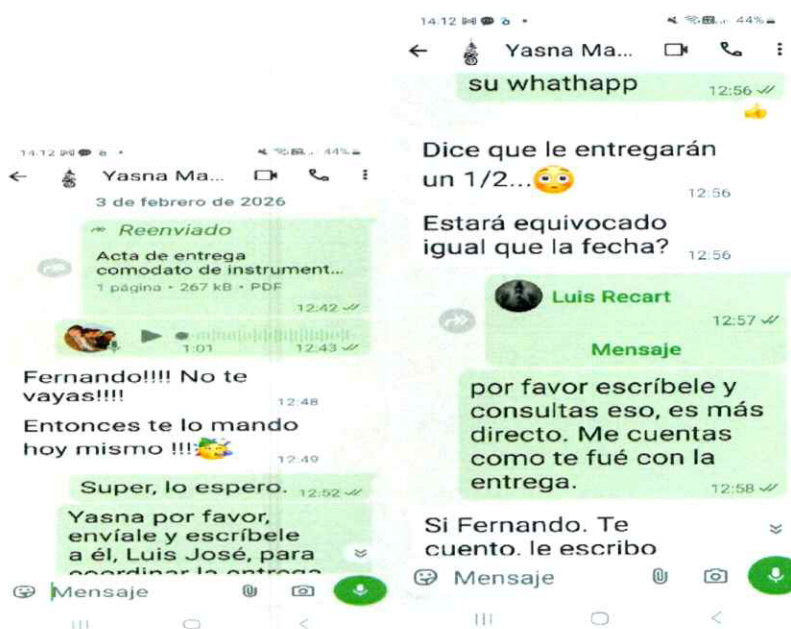 14:12 44%
Yasna Ma...
3 de febrero de 2026
Reenviado
Acta de entrega
comodato de instrument...
1 página • 267 kB • PDF
12:42
1:01 12:43
Fernando!!!! No te
vayas!!!!
12:48
Entonces te lo mando
hoy mismo !!!
12:49
Super, lo espero. 12:52
Yasna por favor,
envíale y escríbele
a él, Luis José, para
coordinar la entrega
Mensaje
14:12 44%
Yasna Ma...
su whathapp
12:56
Dice que le entregarán
un 1/2...
12:56
Estará equivocado
igual que la fecha?
12:56
Luis Recart
12:57
Mensaje
por favor escríbele y
consultas eso, es más
directo. Me cuentas
como te fué con la
entrega.
12:58
Si Fernando. Te
cuento. le escribo
Mensaje